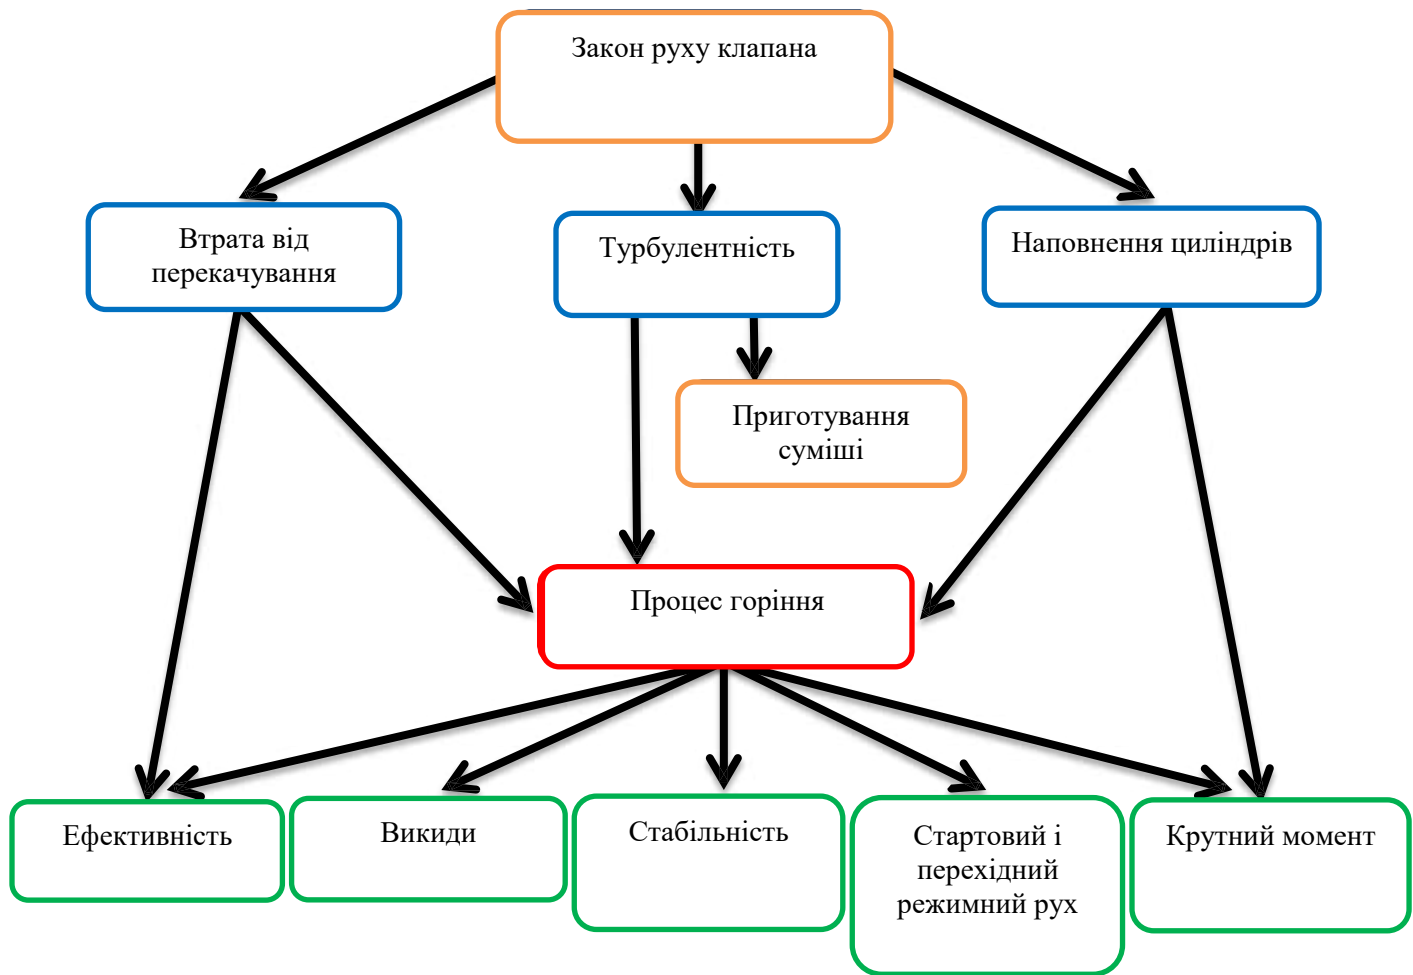 Закон руху клапана
Втрата від
перекачування
Турбулентність
Наповнення циліндрів
Приготування
суміші
Процес горіння
Ефективність
Викиди
Стабільність
Стартовий і
перехідний
режимний рух
Крутний момент